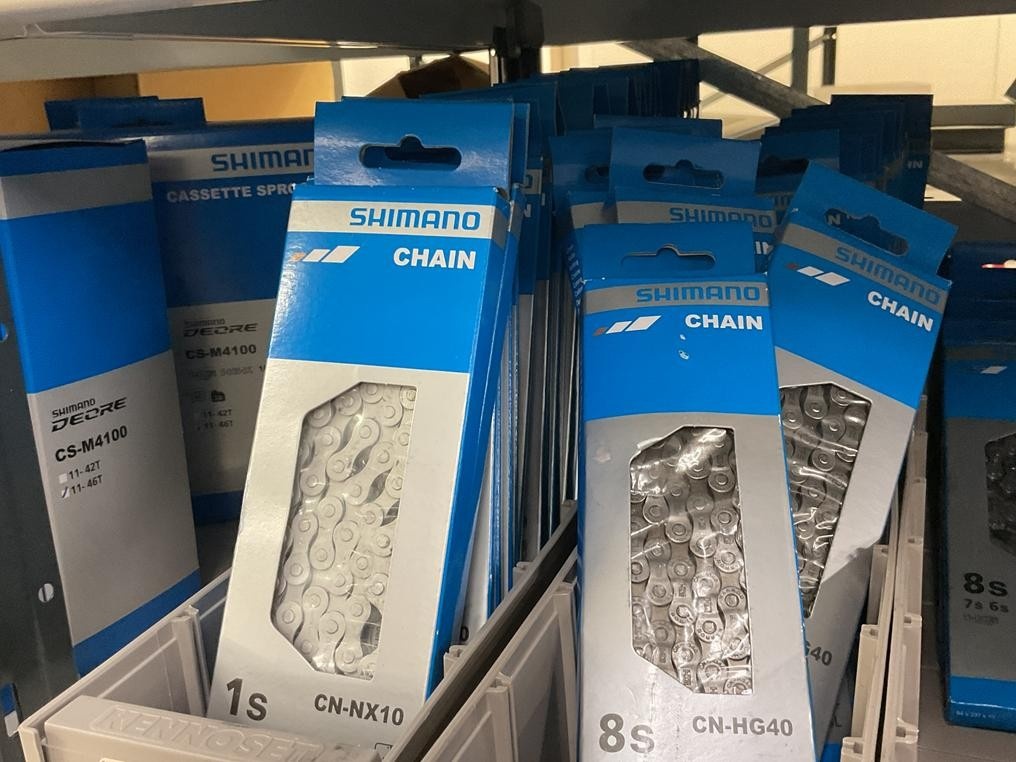 SHIMANO
DEORE
CS-M4100
11- 42T
11- 46T
SHIMAN
CASSETTE SPRO
SHIMANO
DEORE
CS-M4100
11- 42T
11- 46T
SHIMANO
CHAIN
1s
CN-NX10
SHIMANO
SHIMANO
CHAIN
8s
CN-HG40
SHIMANO
CHAIN
G40
8s
7s 6s